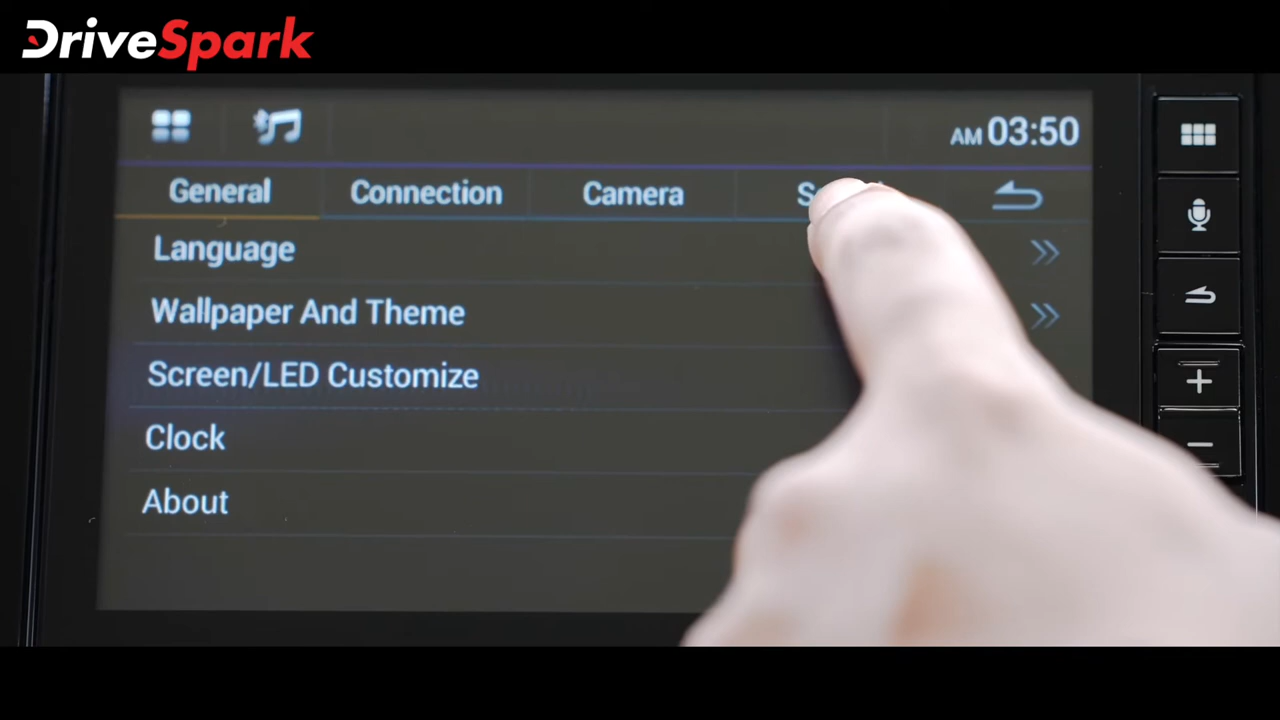 DriveSpark
AM 03:50
General Connection Camera
Language
Wallpaper And Theme
Screen/LED Customize
Clock
About